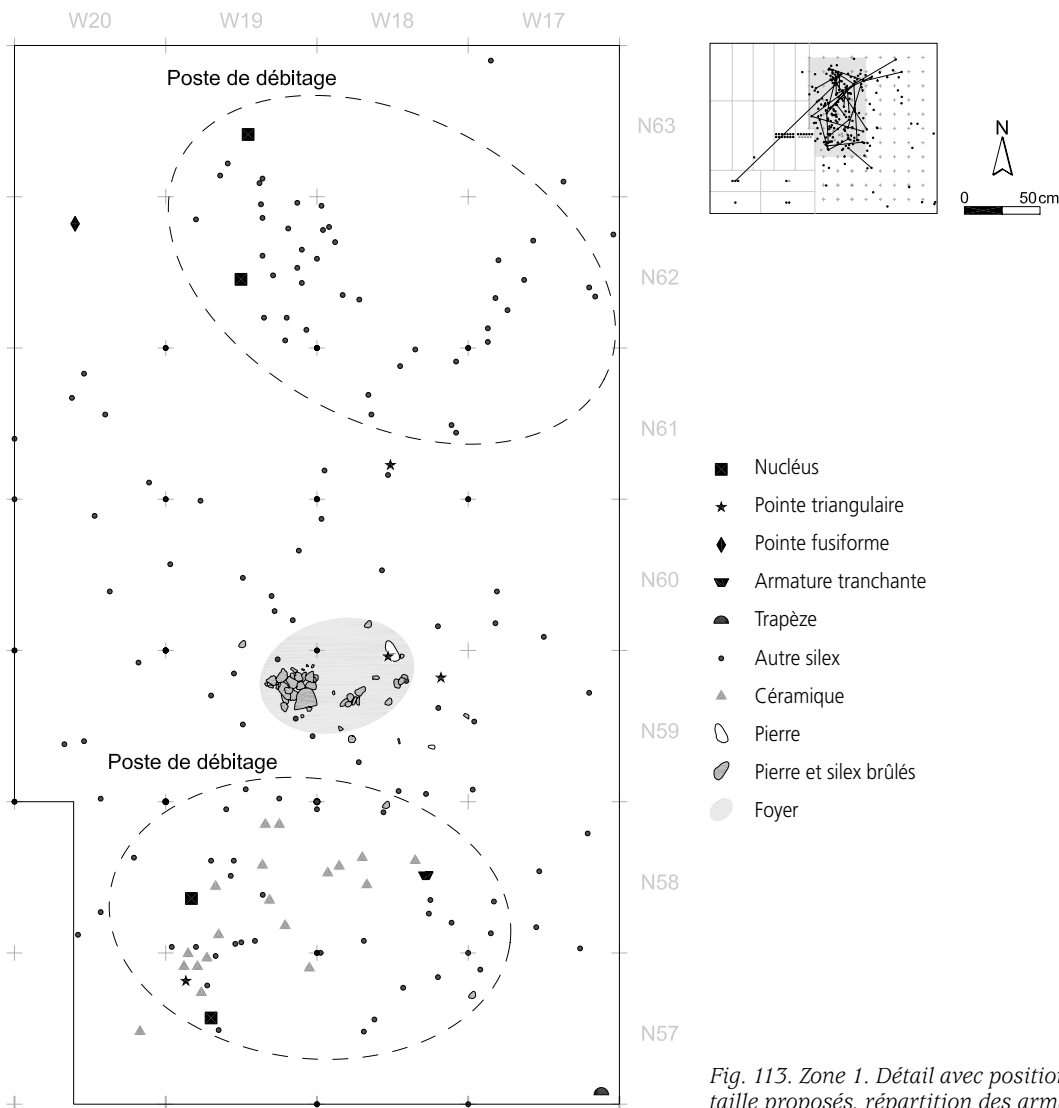 W20 W19 W18 W17
Poste de débitage
N63
N
0 50 cm
N62
N61
Nucléus
Pointe triangulaire
Pointe fusiforme
N60
Armature tranchante
Trapèze
Autre silex
Céramique
N59
Pierre
Poste de débitage
Pierre et silex brûlés
Foyer
N58
N57
Fig. 113. Zone 1. Détail avec position
taille proposés, répartition des arm